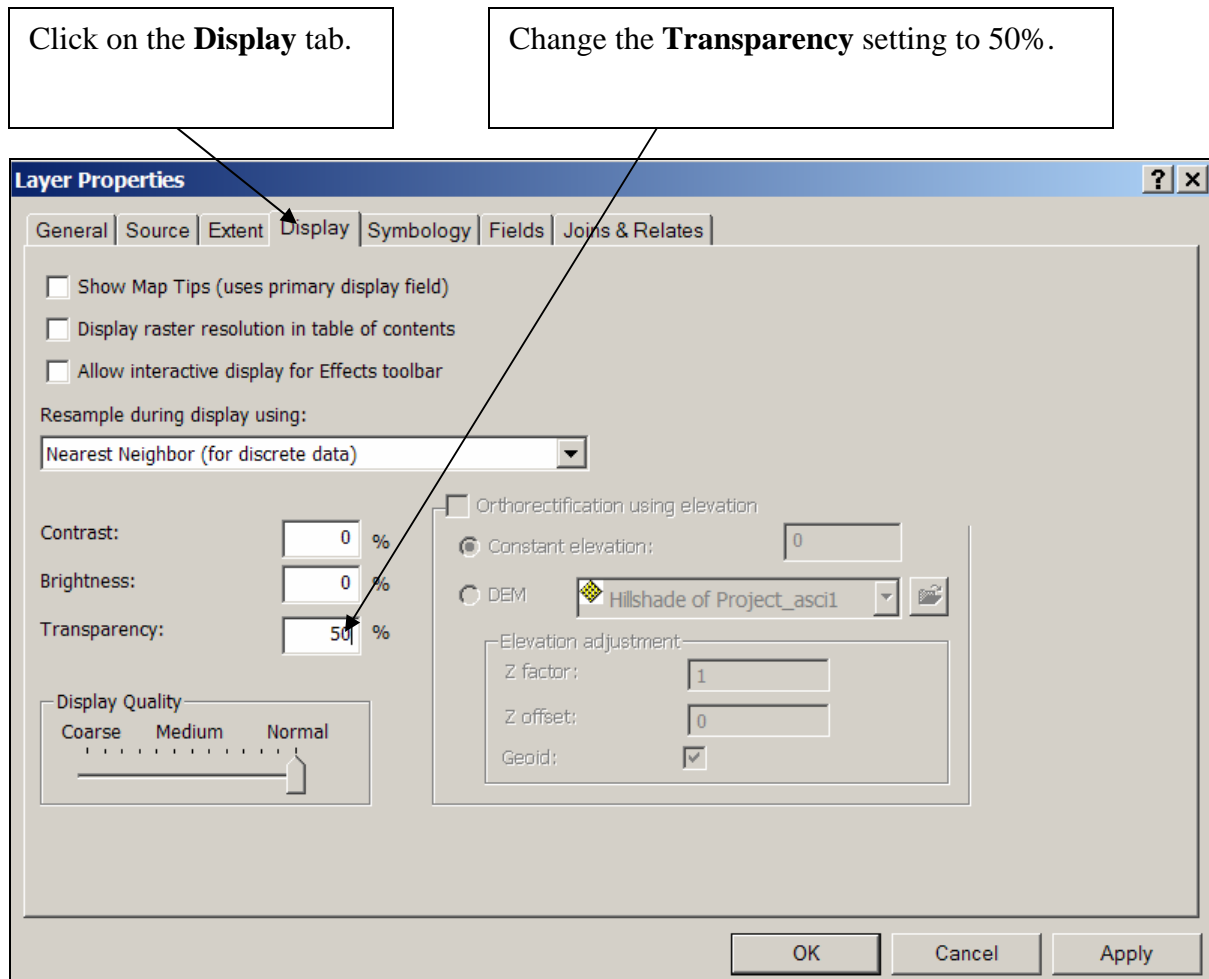 Click on the Display tab.
Change the Transparency setting to 50%.
Layer Properties
General Source Extent Display Symbology Fields Joins & Relates
Show Map Tips (uses primary display field)
Display raster resolution in table of contents
Allow interactive display for Effects toolbar
Resample during display using:
Nearest Neighbor (for discrete data)
Contrast: 0 %
Brightness: 0 %
Transparency: 50 %
Display Quality
Coarse Medium Normal
Orthorectification using elevation
Constant elevation: 0
DEM Hillshade of Project_asci1
Elevation adjustment
Z factor: 1
Z offset: 0
Geoid:
OK Cancel Apply